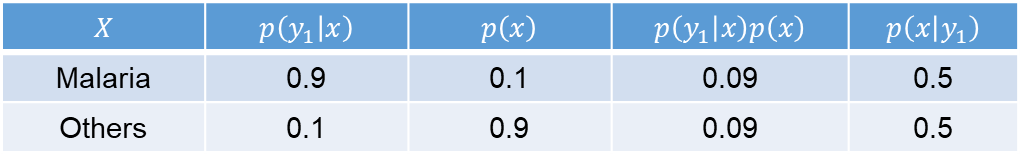 X p(y₁|x) p(x) p(y₁|x)p(x) p(x|y₁)
Malaria 0.9 0.1 0.09 0.5
Others 0.1 0.9 0.09 0.5